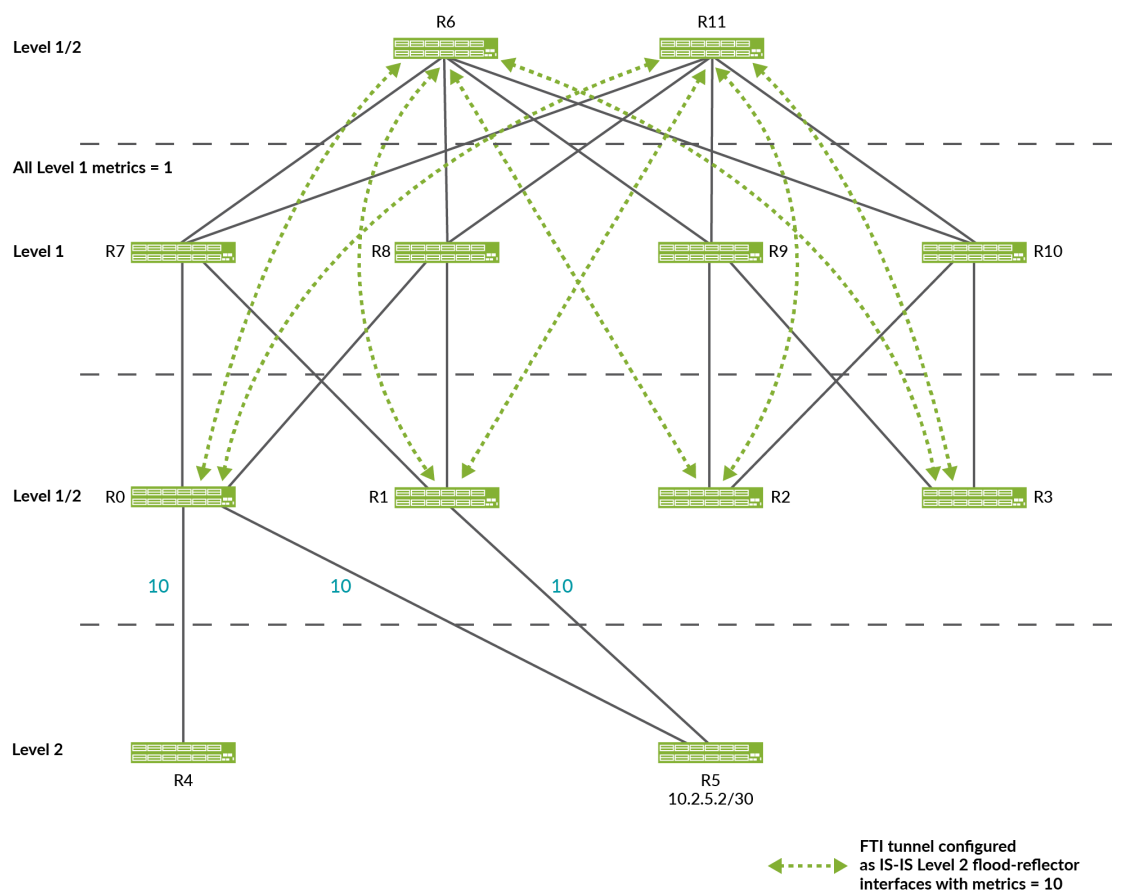 R6
R11
Level 1/2
All Level 1 metrics = 1
Level 1
R7
R8
R9
R10
Level 1/2
R0
R1
R2
R3
10
10
10
Level 2
R4
R5
10.2.5.2/30
FTI tunnel configured
as IS-IS Level 2 flood-reflector
interfaces with metrics = 10